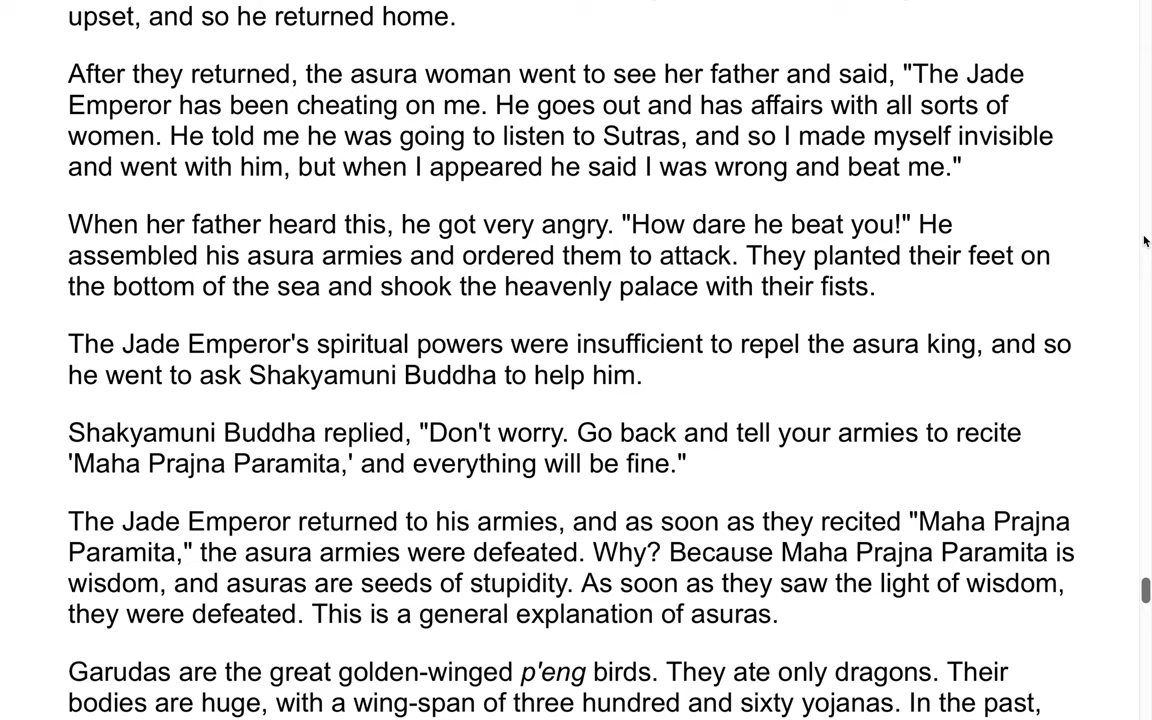 upset, and so he returned home.
After they returned, the asura woman went to see her father and said, "The Jade
Emperor has been cheating on me. He goes out and has affairs with all sorts of
women. He told me he was going to listen to Sutras, and so I made myself invisible
and went with him, but when I appeared he said I was wrong and beat me."
When her father heard this, he got very angry. "How dare he beat you!" He
assembled his asura armies and ordered them to attack. They planted their feet on
the bottom of the sea and shook the heavenly palace with their fists.
The Jade Emperor's spiritual powers were insufficient to repel the asura king, and so
he went to ask Shakyamuni Buddha to help him.
Shakyamuni Buddha replied, "Don't worry. Go back and tell your armies to recite
'Maha Prajna Paramita,' and everything will be fine."
The Jade Emperor returned to his armies, and as soon as they recited "Maha Prajna
Paramita," the asura armies were defeated. Why? Because Maha Prajna Paramita is
wisdom, and asuras are seeds of stupidity. As soon as they saw the light of wisdom,
they were defeated. This is a general explanation of asuras.
Garudas are the great golden-winged p'eng birds. They ate only dragons. Their
bodies are huge, with a wing-span of three hundred and sixty yojanas. In the past,